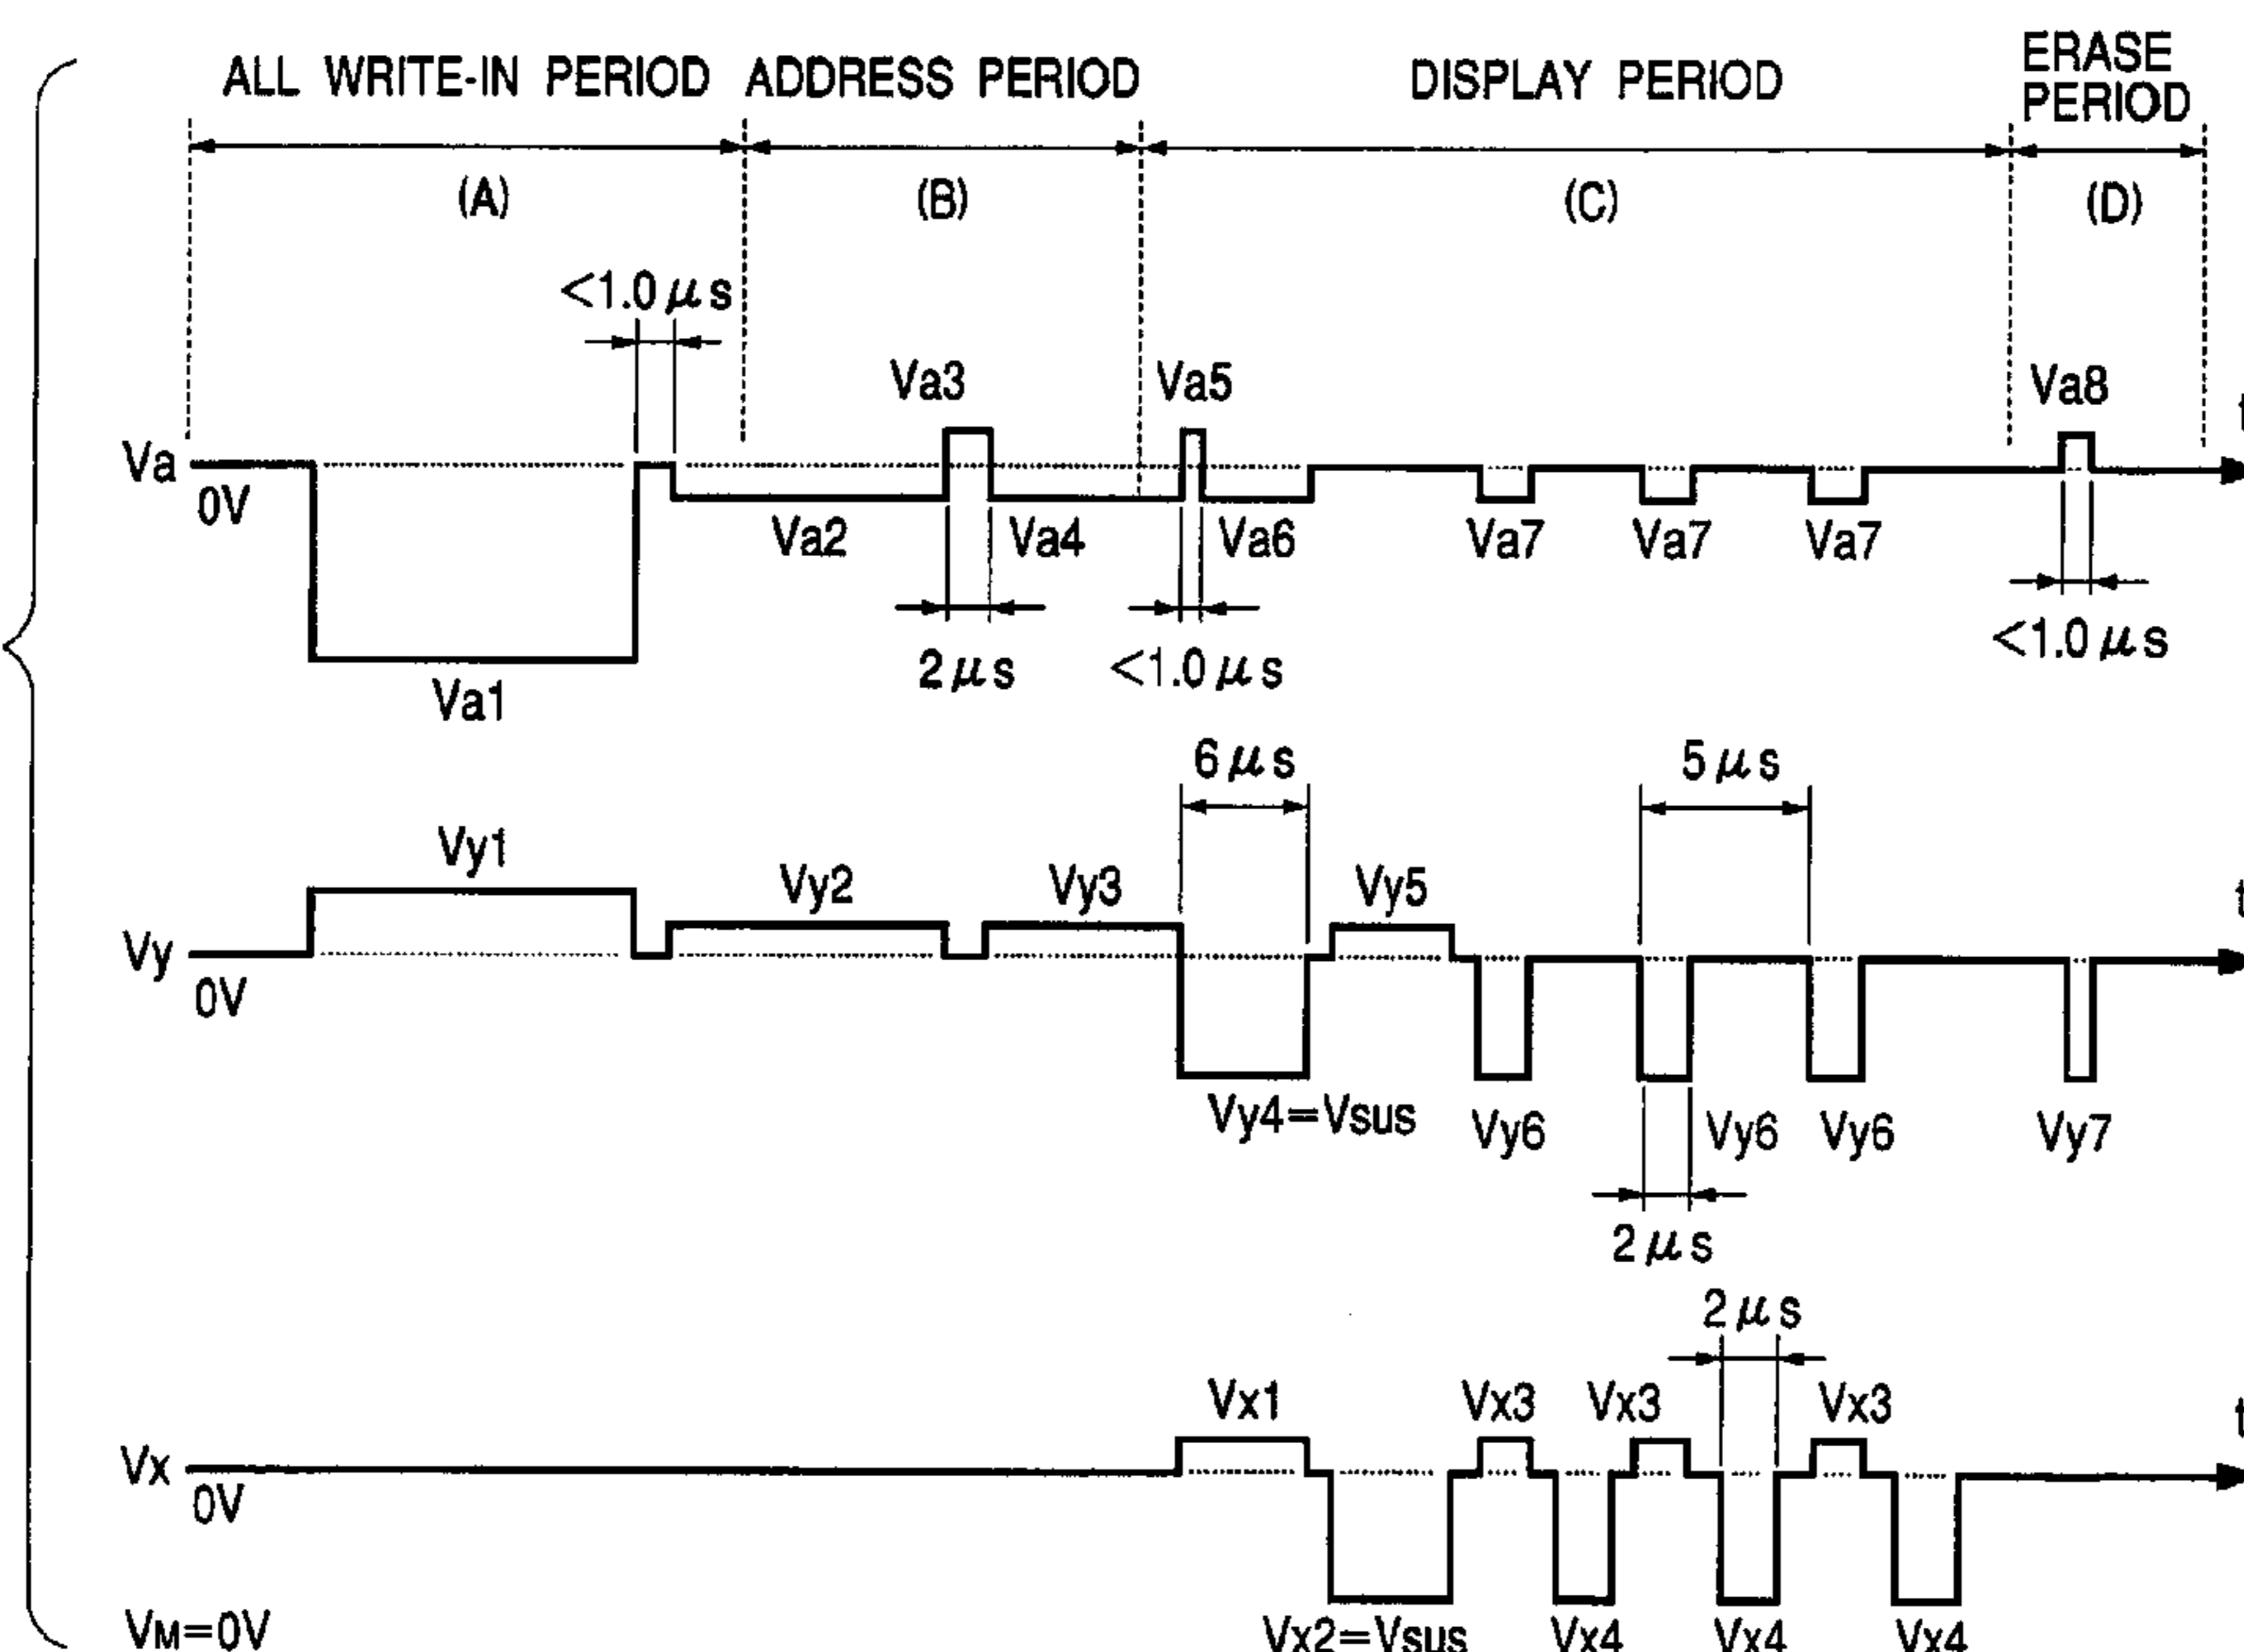 ALL WRITE-IN PERIOD ADDRESS PERIOD DISPLAY PERIOD ERASE PERIOD
(A) (B) (C) (D)
<1.0 μs
Va3 Va5 Va8
Va
0V
Va2 Va4 Va6 Va7 Va7 Va7
2 μs <1.0 μs <1.0 μs
Va1
6 μs 5 μs
Vy1 Vy2 Vy3 Vy5 t
Vy
0V
Vy4=Vsus Vy6 Vy6 Vy6 Vy7
2 μs
2 μs
Vx1 Vx3 Vx3 Vx3 t
Vx
0V
VM=0V Vx2=Vsus Vx4 Vx4 Vx4